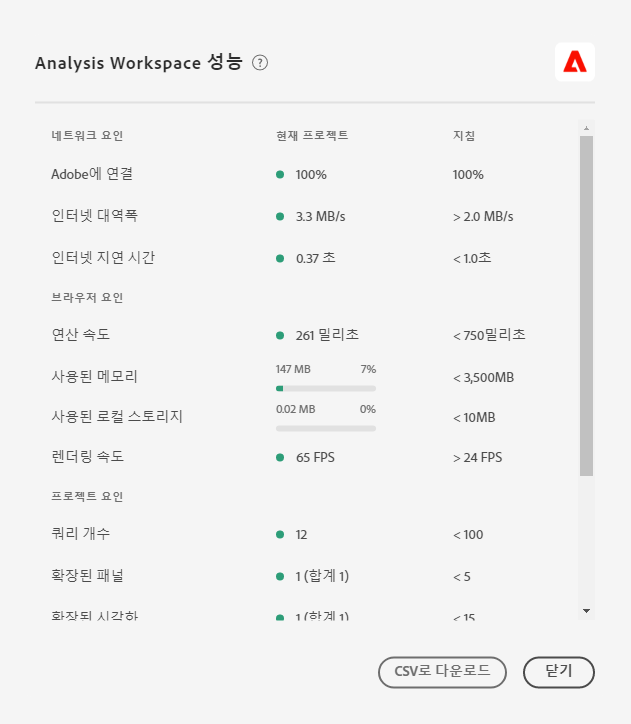 Analysis Workspace 성능 ?
네트워크 요인 현재 프로젝트 지침
Adobe에 연결 100% 100%
인터넷 대역폭 3.3 MB/s > 2.0 MB/s
인터넷 지연 시간 0.37 초 < 1.0초
브라우저 요인
연산 속도 261 밀리초 < 750밀리초
사용된 메모리 147 MB 7% < 3,500MB
사용된 로컬 스토리지 0.02 MB 0% < 10MB
렌더링 속도 65 FPS > 24 FPS
프로젝트 요인
쿼리 개수 12 < 100
확장된 패널 1 (합계 1) < 5
확장된 시각화 1 (합계 1) < 15
CSV로 다운로드 닫기